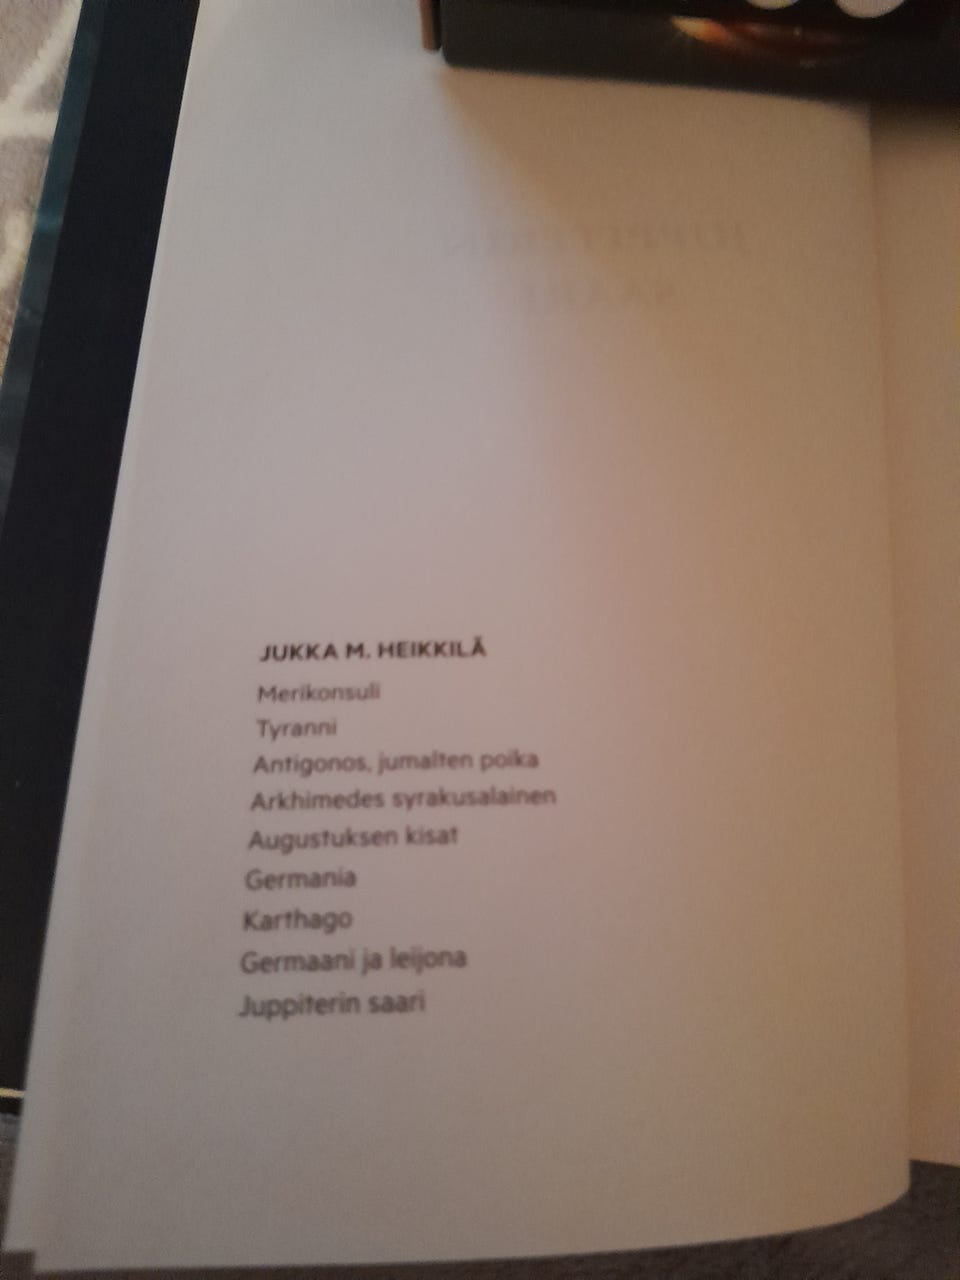 JUKKA M. HEIKKILÄ
Merikonsuli
Tyranni
Antigonos, jumalten poika
Arkhimedes syrakusalainen
Augustuksen kisat
Germania
Karthago
Germaani ja leijona
Juppiterin saari